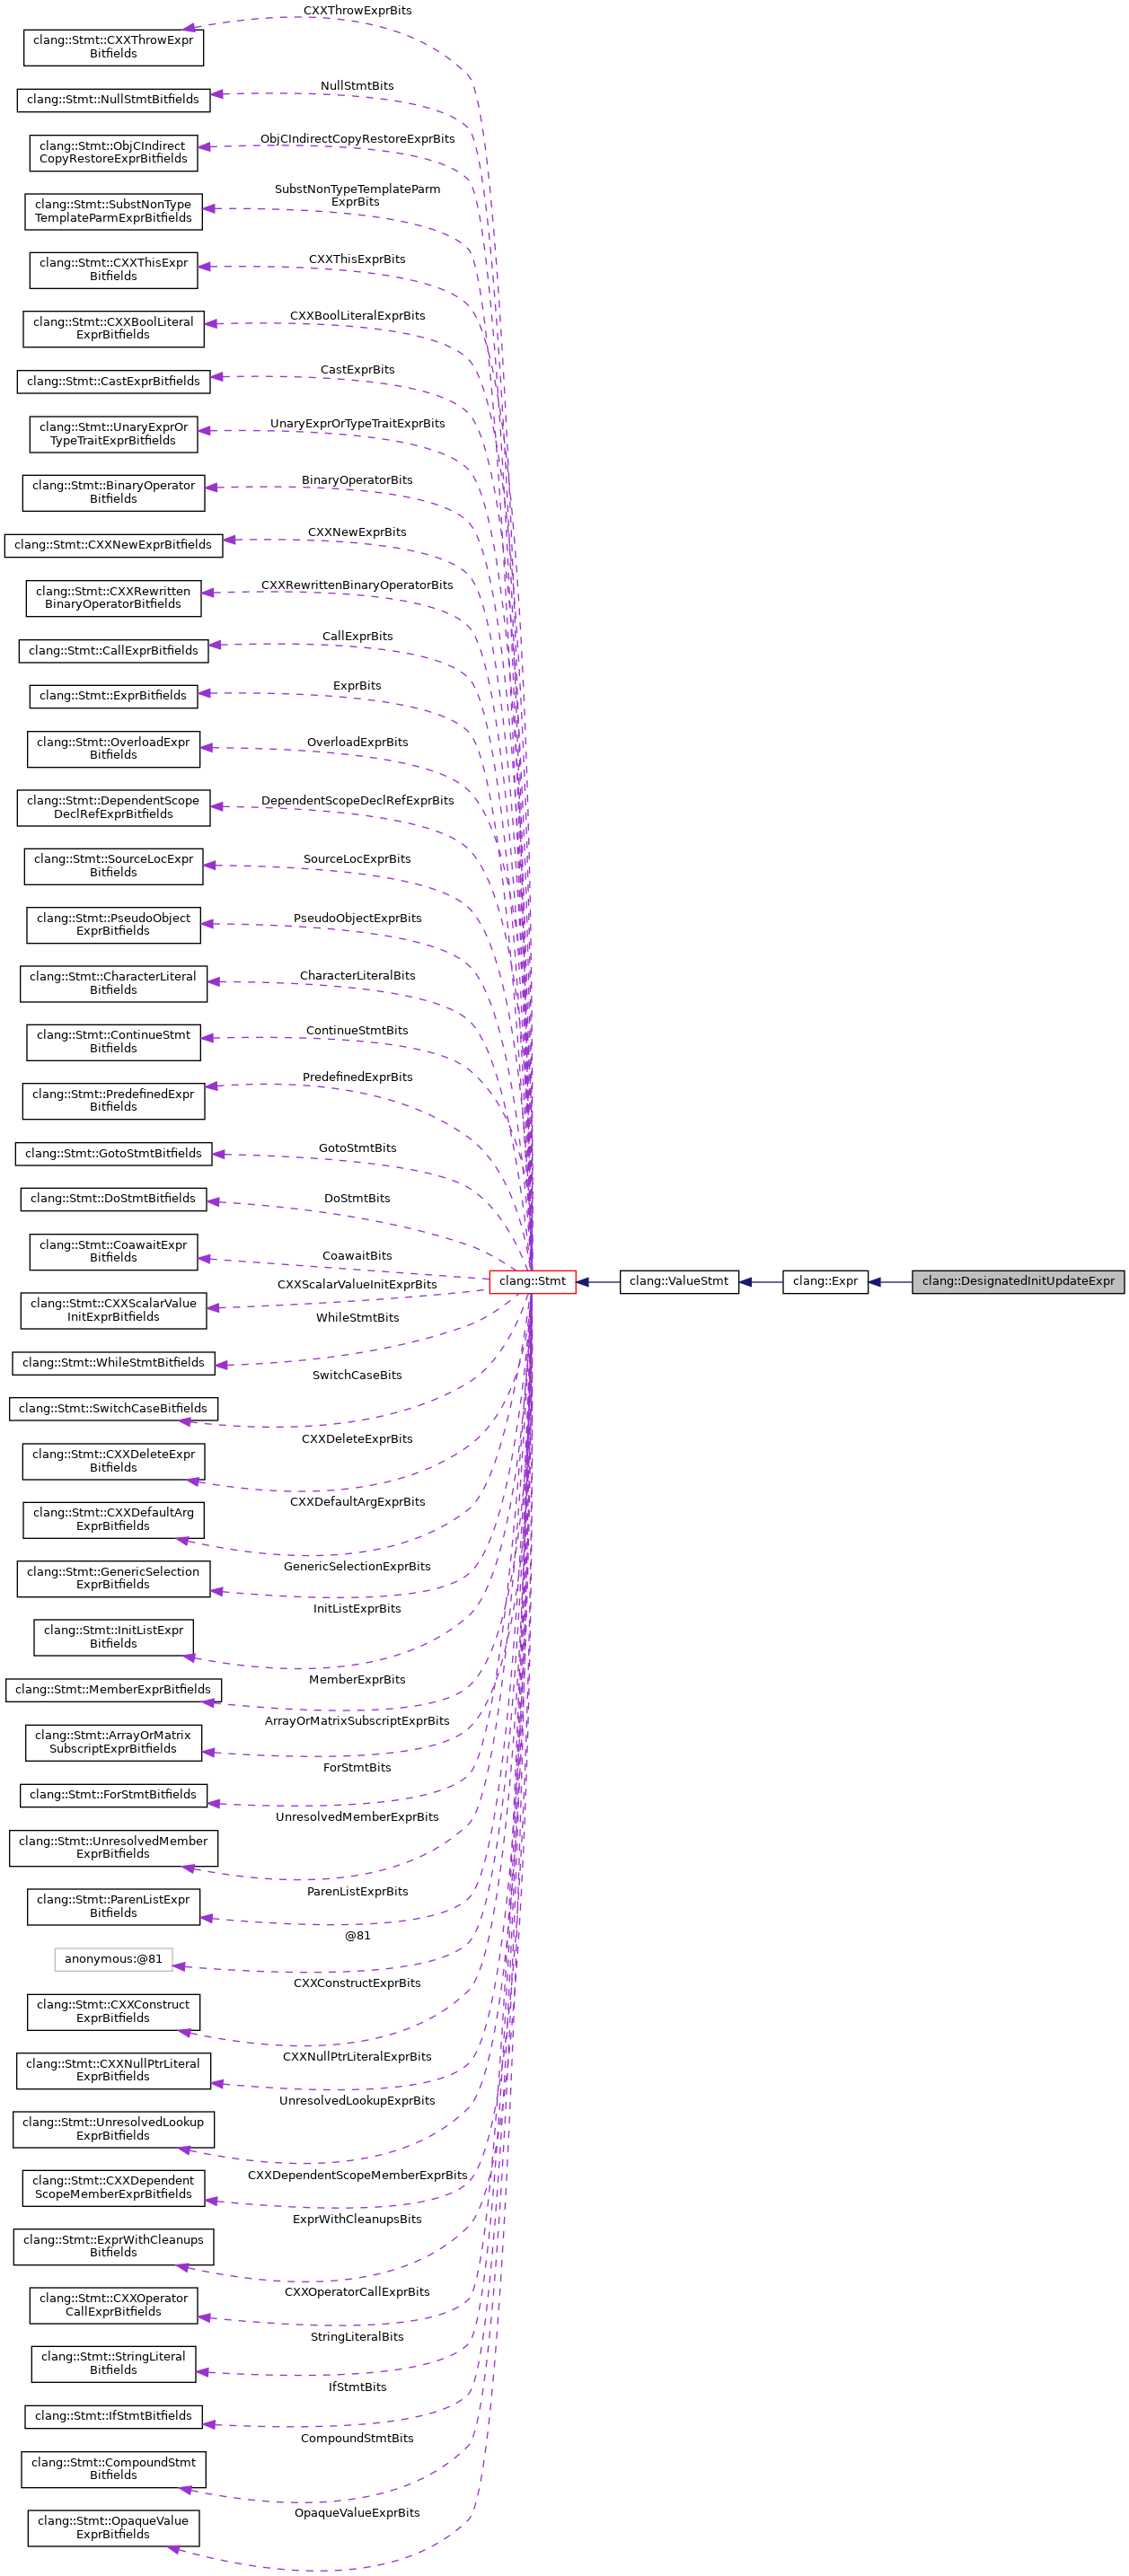 CXXThrowExprBits
clang::Stmt::CXXThrowExpr
Bitfields
NullStmtBits
clang::Stmt::NullStmtBitfields
ObjCIndirectCopyRestoreExprBits
clang::Stmt::ObjCIndirect
CopyRestoreExprBitfields
SubstNonTypeTemplateParm
ExprBits
clang::Stmt::SubstNonType
TemplateParmExprBitfields
CXXThisExprBits
clang::Stmt::CXXThisExpr
Bitfields
CXXBoolLiteralExprBits
clang::Stmt::CXXBoolLiteral
ExprBitfields
CastExprBits
clang::Stmt::CastExprBitfields
UnaryExprOrTypeTraitExprBits
clang::Stmt::UnaryExprOr
TypeTraitExprBitfields
BinaryOperatorBits
clang::Stmt::BinaryOperator
Bitfields
CXXNewExprBits
clang::Stmt::CXXNewExprBitfields
CXXRewrittenBinaryOperatorBits
clang::Stmt::CXXRewritten
BinaryOperatorBitfields
CallExprBits
clang::Stmt::CallExprBitfields
ExprBits
clang::Stmt::ExprBitfields
OverloadExprBits
clang::Stmt::OverloadExpr
Bitfields
DependentScopeDeclRefExprBits
clang::Stmt::DependentScope
DeclRefExprBitfields
SourceLocExprBits
clang::Stmt::SourceLocExpr
Bitfields
PseudoObjectExprBits
clang::Stmt::PseudoObject
ExprBitfields
CharacterLiteralBits
clang::Stmt::CharacterLiteral
Bitfields
ContinueStmtBits
clang::Stmt::ContinueStmt
Bitfields
PredefinedExprBits
clang::Stmt::PredefinedExpr
Bitfields
GotoStmtBits
clang::Stmt::GotoStmtBitfields
DoStmtBits
clang::Stmt::DoStmtBitfields
CoawaitBits
clang::Stmt::CoawaitExpr
Bitfields
clang::Stmt
clang::ValueStmt
clang::Expr
clang::DesignatedInitUpdateExpr
CXXScalarValueInitExprBits
clang::Stmt::CXXScalarValue
InitExprBitfields
WhileStmtBits
clang::Stmt::WhileStmtBitfields
SwitchCaseBits
clang::Stmt::SwitchCaseBitfields
CXXDeleteExprBits
clang::Stmt::CXXDeleteExpr
Bitfields
CXXDefaultArgExprBits
clang::Stmt::CXXDefaultArg
ExprBitfields
GenericSelectionExprBits
clang::Stmt::GenericSelection
ExprBitfields
InitListExprBits
clang::Stmt::InitListExpr
Bitfields
MemberExprBits
clang::Stmt::MemberExprBitfields
ArrayOrMatrixSubscriptExprBits
clang::Stmt::ArrayOrMatrix
SubscriptExprBitfields
ForStmtBits
clang::Stmt::ForStmtBitfields
UnresolvedMemberExprBits
clang::Stmt::UnresolvedMember
ExprBitfields
ParenListExprBits
clang::Stmt::ParenListExpr
Bitfields
@81
anonymous:@81
CXXConstructExprBits
clang::Stmt::CXXConstruct
ExprBitfields
CXXNullPtrLiteralExprBits
clang::Stmt::CXXNullPtrLiteral
ExprBitfields
UnresolvedLookupExprBits
clang::Stmt::UnresolvedLookup
ExprBitfields
CXXDependentScopeMemberExprBits
clang::Stmt::CXXDependent
ScopeMemberExprBitfields
ExprWithCleanupsBits
clang::Stmt::ExprWithCleanups
Bitfields
CXXOperatorCallExprBits
clang::Stmt::CXXOperator
CallExprBitfields
StringLiteralBits
clang::Stmt::StringLiteral
Bitfields
IfStmtBits
clang::Stmt::IfStmtBitfields
CompoundStmtBits
clang::Stmt::CompoundStmt
Bitfields
OpaqueValueExprBits
clang::Stmt::OpaqueValue
ExprBitfields